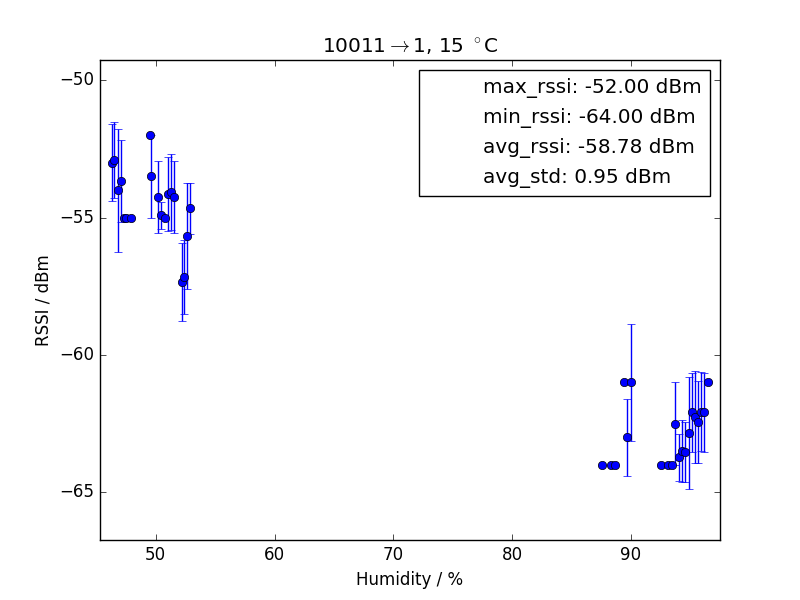 10011→1, 15 °C
max_rssi: -52.00 dBm
min_rssi: -64.00 dBm
avg_rssi: -58.78 dBm
avg_std: 0.95 dBm
−50
−55
−60
−65
RSSI / dBm
50 60 70 80 90
Humidity / %